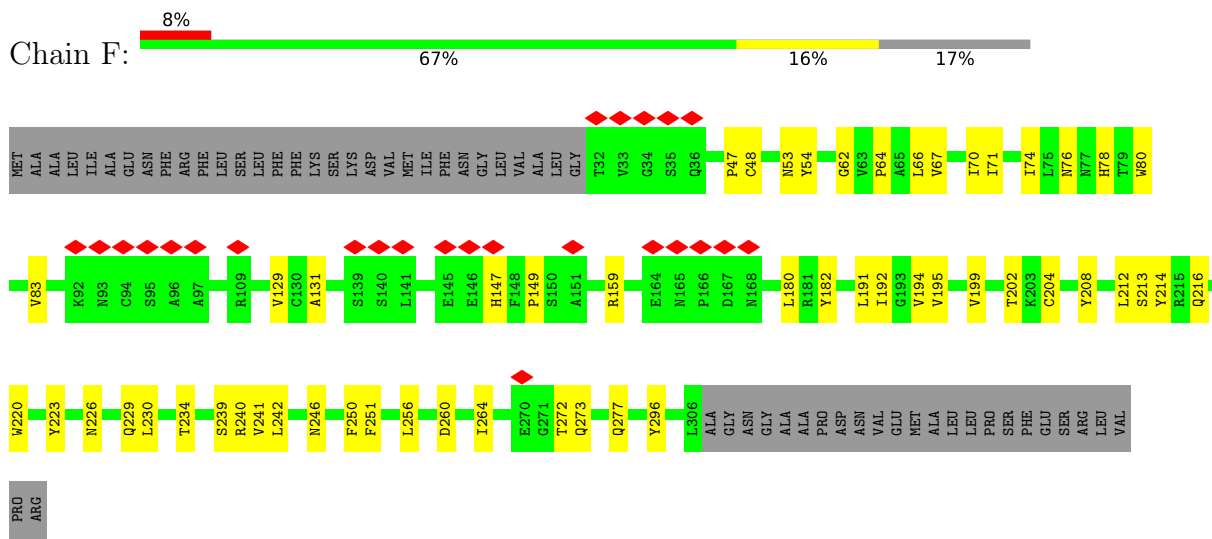 8%
Chain F:
67% 16% 17%
MET ALA ALA LEU ILE ALA GLU ASN PHE ARG PHE LEU SER LEU PHE PHE LYS SER LYS ASP VAL MET ILE PHE ASN GLY LEU VAL ALA LEU GLY T32 V33 G34 S35 Q36 P47 C48 N53 Y54 G62 V63 P64 A65 L66 V67 I70 I71 I74 L75 N76 N77 H78 T79 W80
V83 K92 N93 C94 S95 A96 A97 R109 V129 C130 A131 S139 S140 L141 E145 E146 H147 F148 P149 S150 A151 R159 E164 N165 P166 D167 N168 L180 R181 Y182 L191 I192 G193 V194 V195 V199 T202 K203 C204 Y208 L212 S213 Y214 R215 Q216
W220 Y223 N226 Q229 L230 T234 S239 R240 V241 L242 N246 F250 F251 L256 D260 I264 E270 G271 T272 Q273 Q277 Y296 L306 ALA GLY ASN GLY ALA ALA PRO ASP ASN VAL GLU MET ALA LEU LEU PRO SER PHE GLU SER ARG LEU VAL
PRO ARG